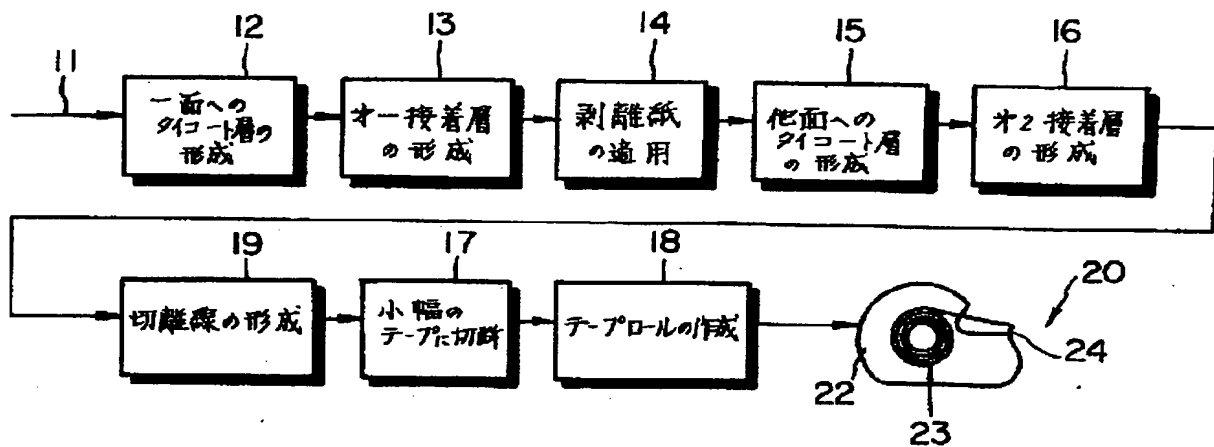 11
12
一面への
タイコート層の
形成
13
オー接着層
の形成
14
剥離紙
の適用
15
他面への
タイコート層
の形成
16
オ2接着層
の形成
19
切離線の形成
17
小幅の
テープに切断
18
テープロールの作成
20
22
23
24